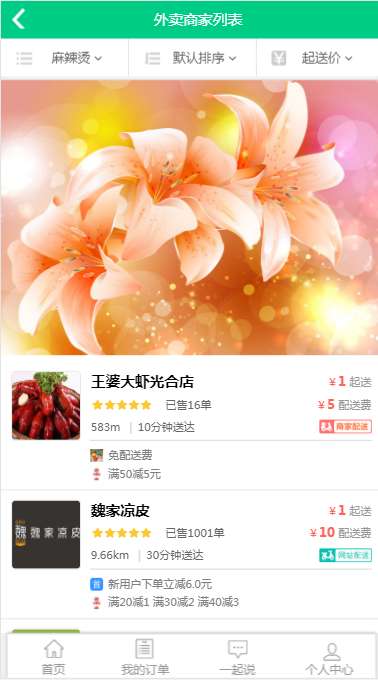 外卖商家列表
麻辣烫 默认排序 ¥ 起送价
王婆大虾光合店 ¥1 起送
已售16单 ¥5 配送费
583m | 10分钟送达 商家配送
免配送费
满50减5元
魏家凉皮 ¥1 起送
魏家凉皮
已售1001单 ¥10 配送费
9.66km | 30分钟送达 网站配送
首 新用户下单立减6.0元
满20减1 满30减2 满40减3
首页 我的订单 一起说 个人中心